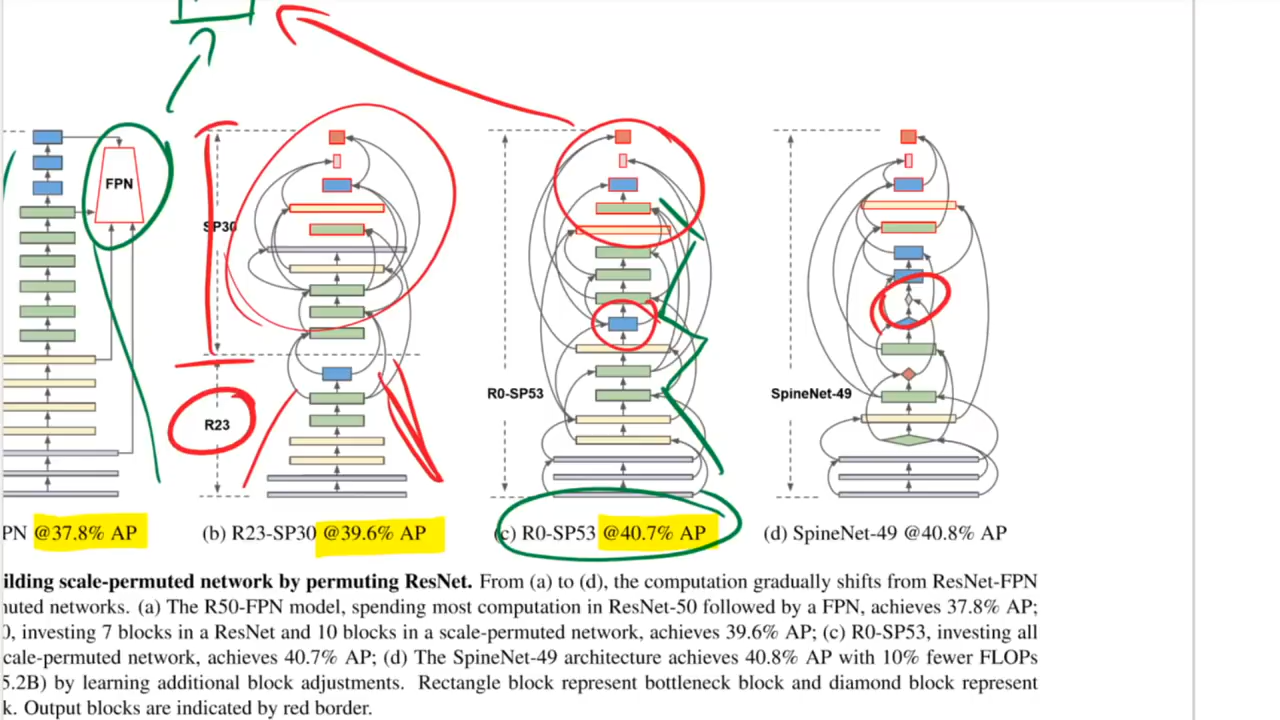 FPN
SP30
R23
R0-SP53
SpineNet-49
PN @37.8% AP
(b) R23-SP30 @39.6% AP
(c) R0-SP53 @40.7% AP
(d) SpineNet-49 @40.8% AP
ilding scale-permuted network by permuting ResNet. From (a) to (d), the computation gradually shifts from ResNet-FPN
nuted networks. (a) The R50-FPN model, spending most computation in ResNet-50 followed by a FPN, achieves 37.8% AP;
0, investing 7 blocks in a ResNet and 10 blocks in a scale-permuted network, achieves 39.6% AP; (c) R0-SP53, investing all
cale-permuted network, achieves 40.7% AP; (d) The SpineNet-49 architecture achieves 40.8% AP with 10% fewer FLOPs
5.2B) by learning additional block adjustments. Rectangle block represent bottleneck block and diamond block represent
k. Output blocks are indicated by red border.